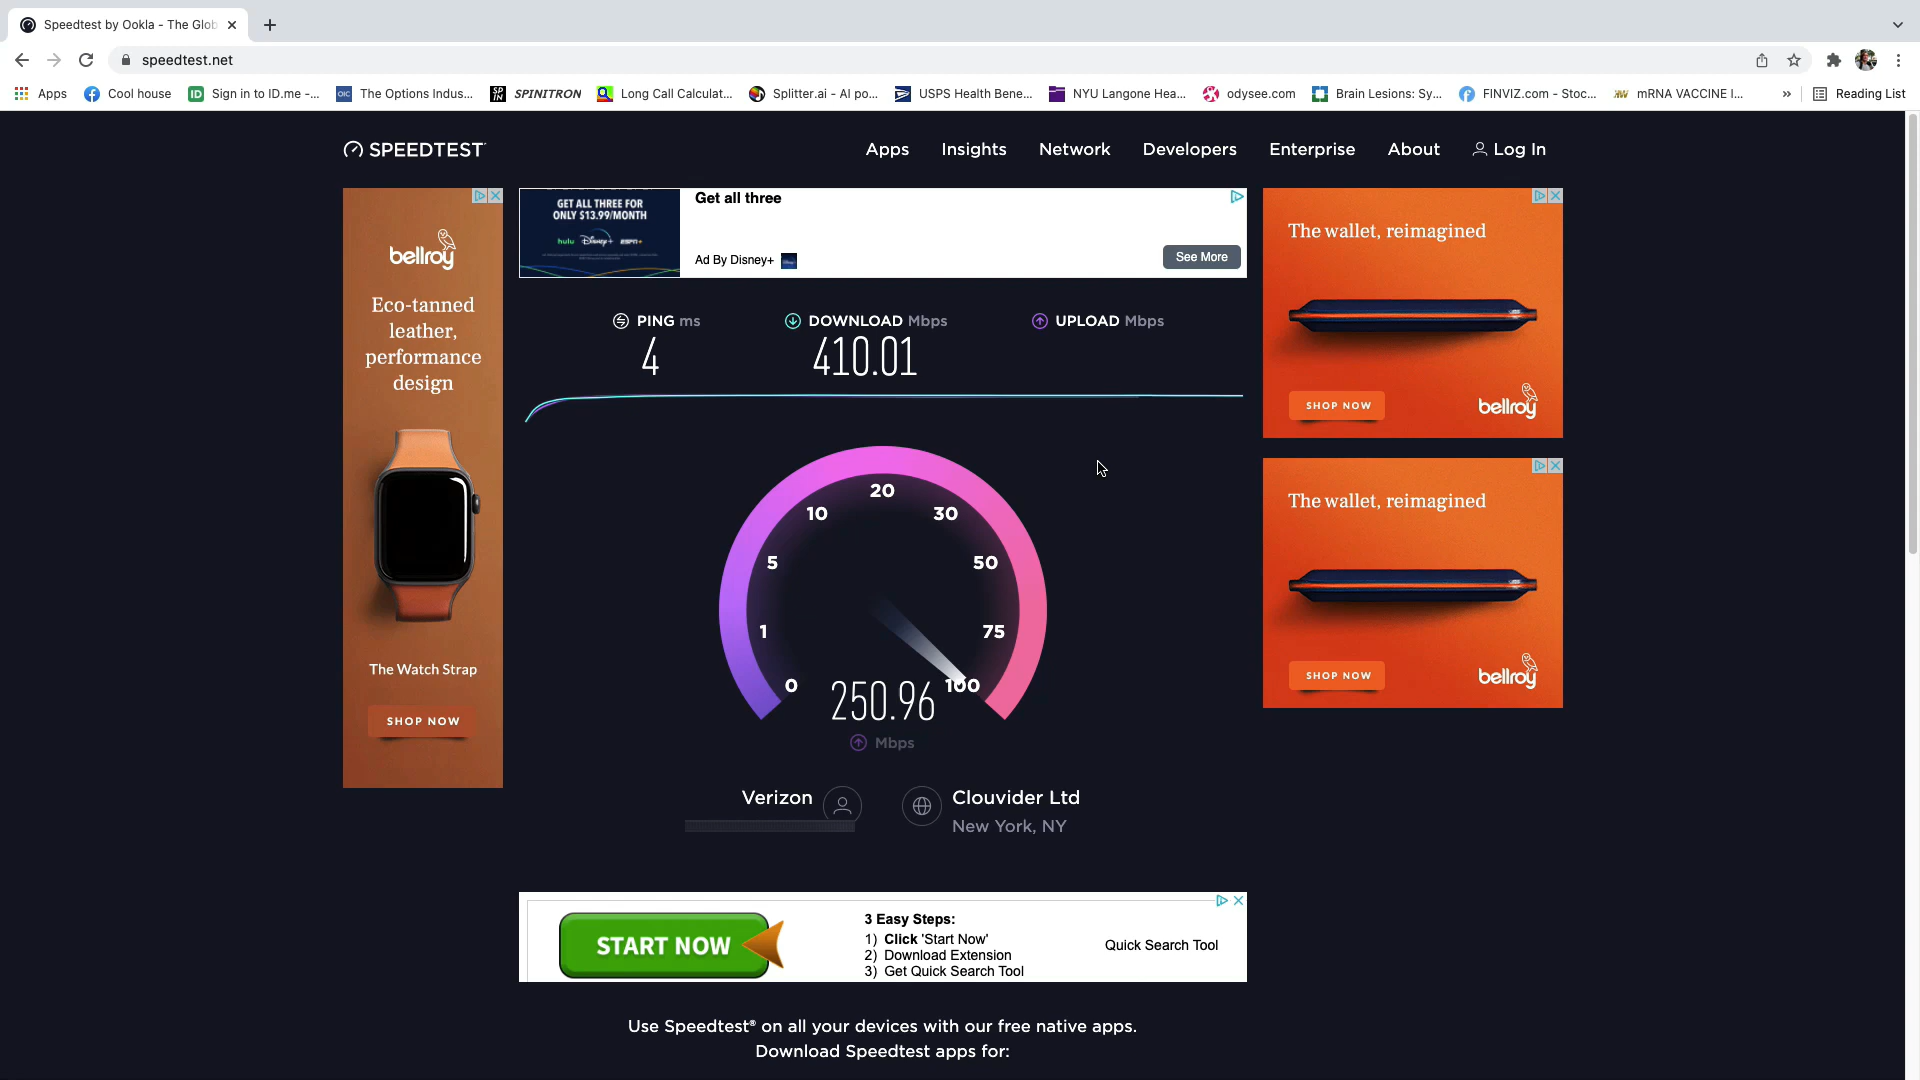 Speedtest by Ookla - The Glob
speedtest.net
Apps
Cool house
Sign in to ID.me -...
OIC
The Options Indus...
SP
IN
SPINITRON
Long Call Calculat...
Splitter.ai - AI po...
USPS Health Bene...
NYU Langone Hea...
odysee.com
Brain Lesions: Sy...
FINVIZ.com - Stoc...
mRNA VACCINE I...
»
Reading List
SPEEDTEST
Apps
Insights
Network
Developers
Enterprise
About
Log In
bellroy
Eco-tanned
leather,
performance
design
The Watch Strap
SHOP NOW
GET ALL THREE FOR
ONLY $13.99/MONTH
hulu Disney+ ESPN+
Get all three
Ad By Disney+
See More
The wallet, reimagined
SHOP NOW
bellroy
PING ms
4
DOWNLOAD Mbps
410.01
UPLOAD Mbps
0
1
5
10
20
30
50
75
100
250.96
Mbps
The wallet, reimagined
SHOP NOW
bellroy
Verizon
Clouvider Ltd
New York, NY
START NOW
3 Easy Steps:
1) Click 'Start Now'
2) Download Extension
3) Get Quick Search Tool
Quick Search Tool
Use Speedtest® on all your devices with our free native apps.
Download Speedtest apps for: